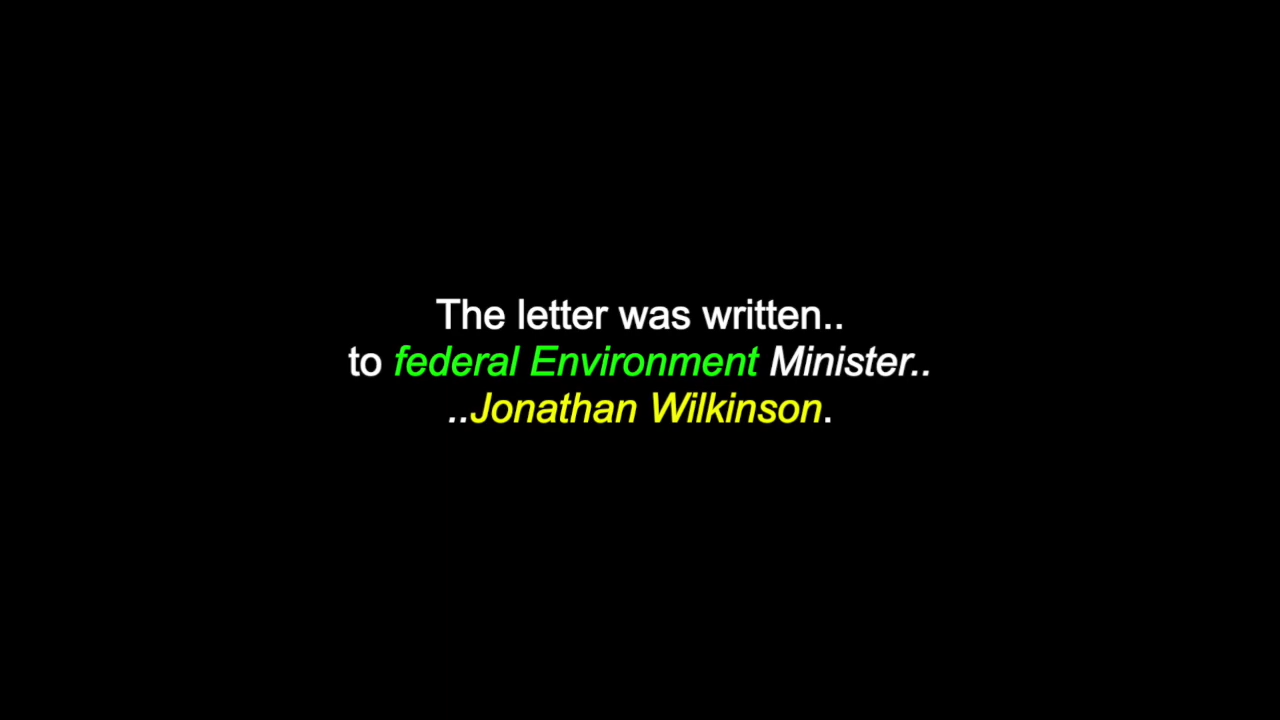 The letter was written..
to federal Environment Minister..
..Jonathan Wilkinson.